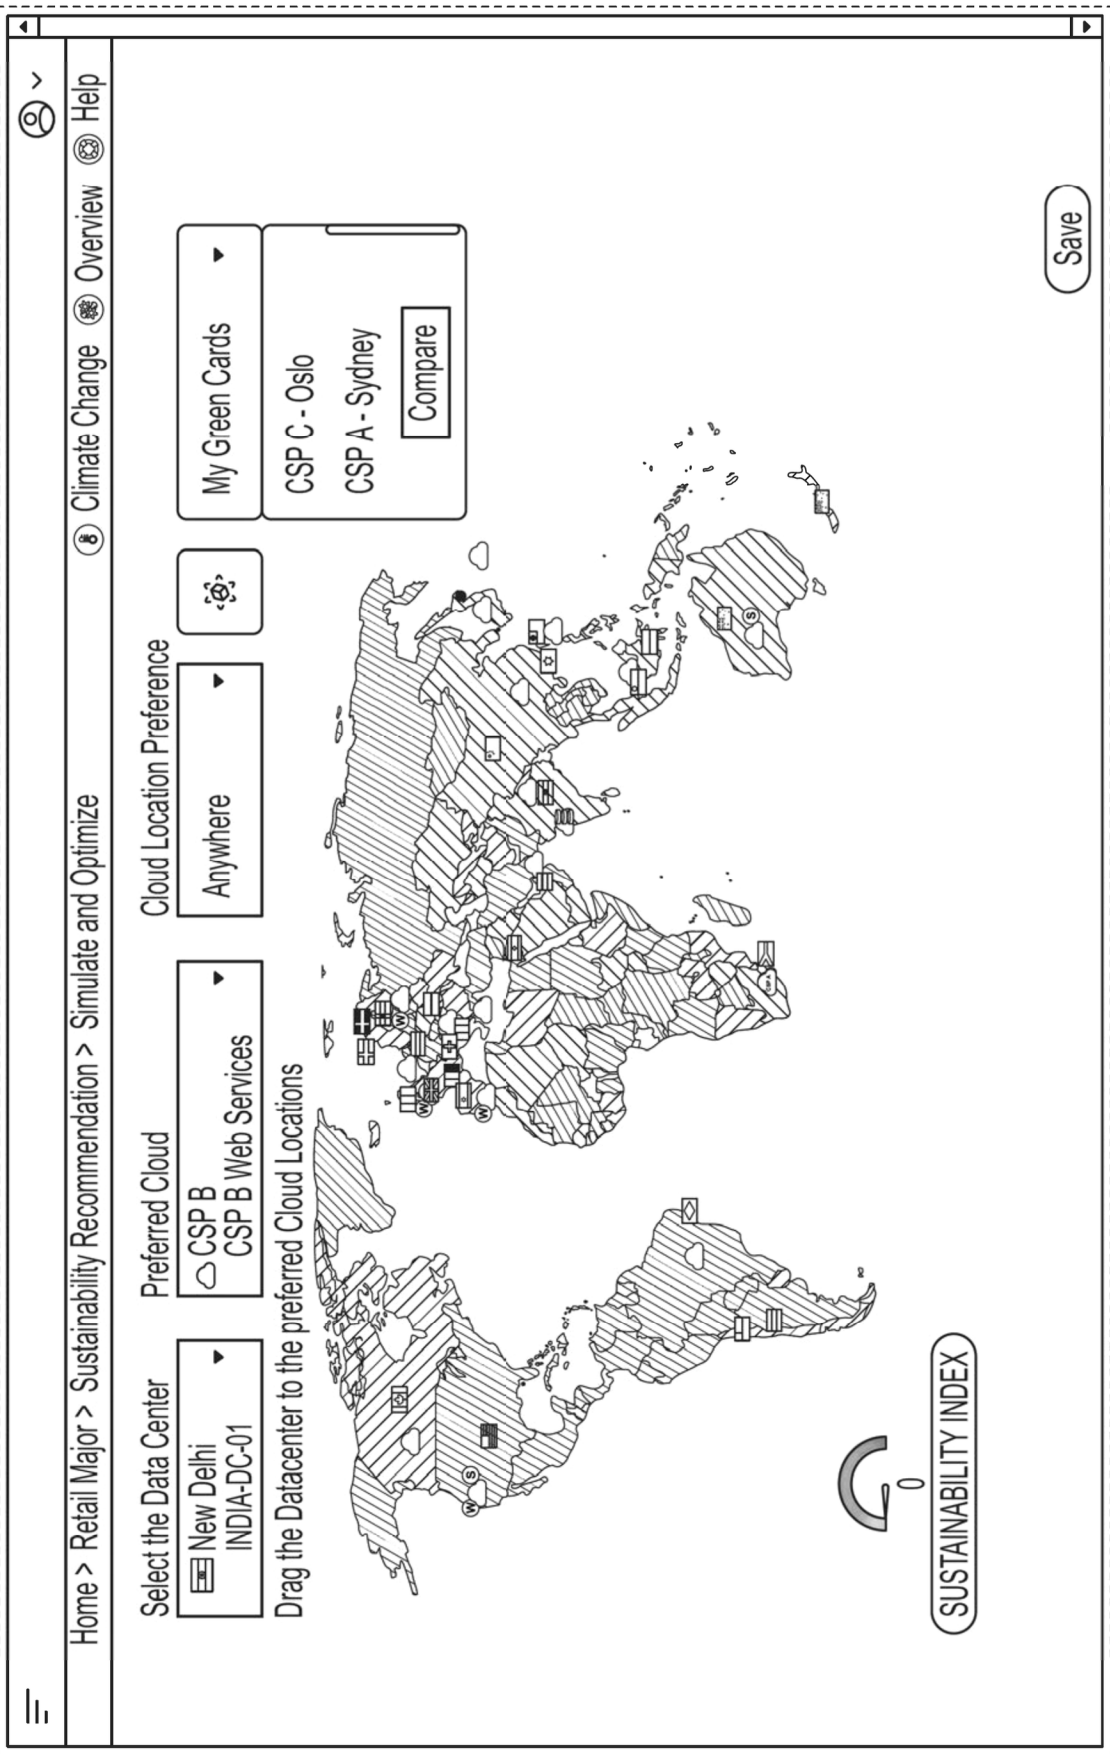 Home > Retail Major > Sustainability Recommendation > Simulate and Optimize
Climate Change
Overview
Help
Select the Data Center
New Delhi
INDIA-DC-01
Preferred Cloud
CSP B
CSP B Web Services
Cloud Location Preference
Anywhere
My Green Cards
CSP C - Oslo
CSP A - Sydney
Compare
Drag the Datacenter to the preferred Cloud Locations
W
S
W
W
W
S
0
SUSTAINABILITY INDEX
Save